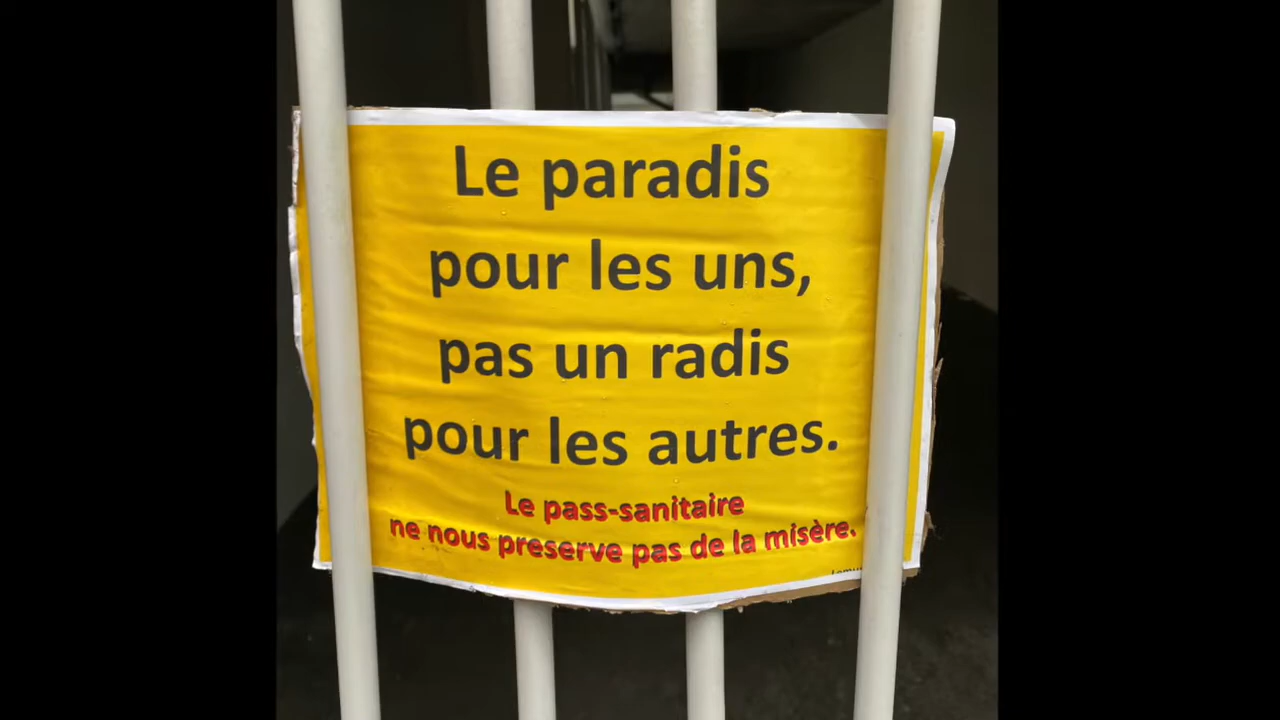 Le paradis
pour les uns,
pas un radis
pour les autres.
Le pass-sanitaire
ne nous preserve pas de la misère.